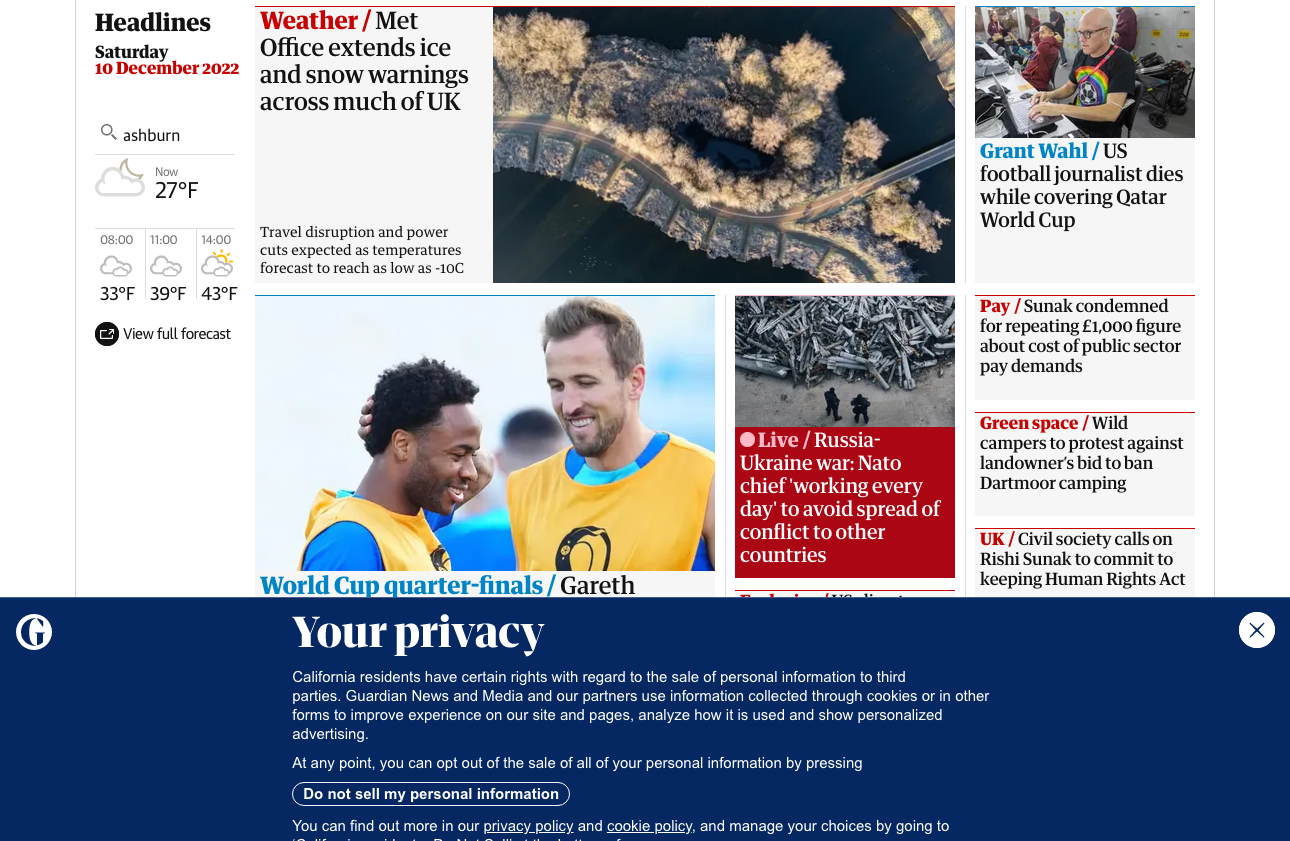 Headlines
Saturday
10 December 2022
ashburn
Now
27°F
08:00
11:00
14:00
33°F
39°F
43°F
View full forecast
Weather / Met
Office extends ice
and snow warnings
across much of UK
Travel disruption and power
cuts expected as temperatures
forecast to reach as low as -10C
Grant Wahl / US
football journalist dies
while covering Qatar
World Cup
World Cup quarter-finals / Gareth
Live / Russia-
Ukraine war: Nato
chief 'working every
day' to avoid spread of
conflict to other
countries
Pay / Sunak condemned
for repeating £1,000 figure
about cost of public sector
pay demands
Green space / Wild
campers to protest against
landowner's bid to ban
Dartmoor camping
UK / Civil society calls on
Rishi Sunak to commit to
keeping Human Rights Act
Your privacy
California residents have certain rights with regard to the sale of personal information to third
parties. Guardian News and Media and our partners use information collected through cookies or in other
forms to improve experience on our site and pages, analyze how it is used and show personalized
advertising.
At any point, you can opt out of the sale of all of your personal information by pressing
Do not sell my personal information
You can find out more in our privacy policy and cookie policy, and manage your choices by going to